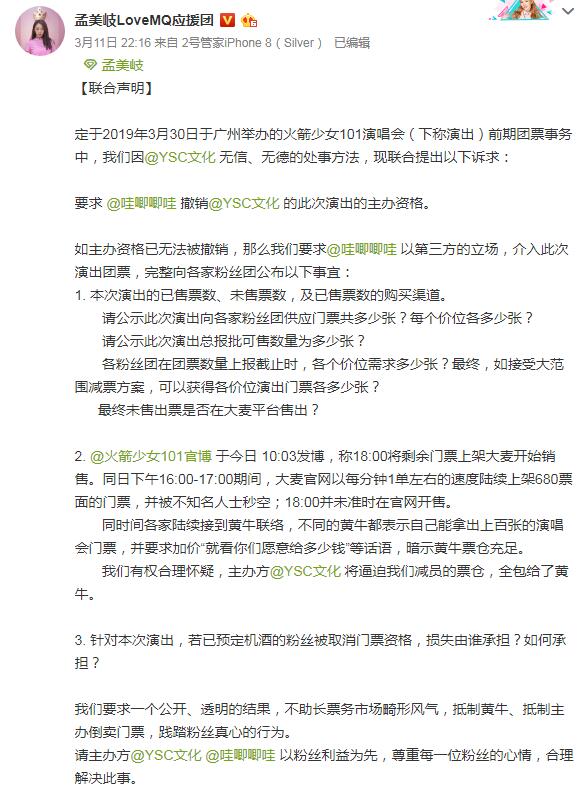 孟美岐LoveMQ应援团
3月11日 22:16 来自 2号管家iPhone 8（Silver） 已编辑
孟美岐
【联合声明】
定于2019年3月30日于广州举办的火箭少女101演唱会（下称演出）前期团票事务
中，我们因@YSC文化 无信、无德的处事方法，现联合提出以下诉求：
要求 @哇唧唧哇 撤销@YSC文化 的此次演出的主办资格。
如主办资格已无法被撤销，那么我们要求@哇唧唧哇 以第三方的立场，介入此次
演出团票，完整向各家粉丝团公布以下事宜：
1. 本次演出的已售票数、未售票数，及已售票数的购买渠道。
请公示此次演出向各家粉丝团供应门票共多少张？每个价位各多少张？
请公示此次演出总报批可售数量为多少张？
各粉丝团在团票数量上报截止时，各个价位需求多少张？最终，如接受大范
围减票方案，可以获得各价位演出门票各多少张？
最终未售出票是否在大麦平台售出？
2. @火箭少女101官博 于今日 10:03发博，称18:00将剩余门票上架大麦开始销
售。同日下午16:00-17:00期间，大麦官网以每分钟1单左右的速度陆续上架680票
面的门票，并被不知名人士秒空；18:00并未准时在官网开售。
同时间各家陆续接到黄牛联络，不同的黄牛都表示自己能拿出上百张的演唱
会门票，并要求加价“就看你们愿意给多少钱”等话语，暗示黄牛票仓充足。
我们有权合理怀疑，主办方@YSC文化 将逼迫我们减员的票仓，全包给了黄
牛。
3. 针对本次演出，若已预定机酒的粉丝被取消门票资格，损失由谁承担？如何承
担？
我们要求一个公开、透明的结果，不助长票务市场畸形风气，抵制黄牛、抵制主
办倒卖门票，践踏粉丝真心的行为。
请主办方@YSC文化 @哇唧唧哇 以粉丝利益为先，尊重每一位粉丝的心情，合理
解决此事。